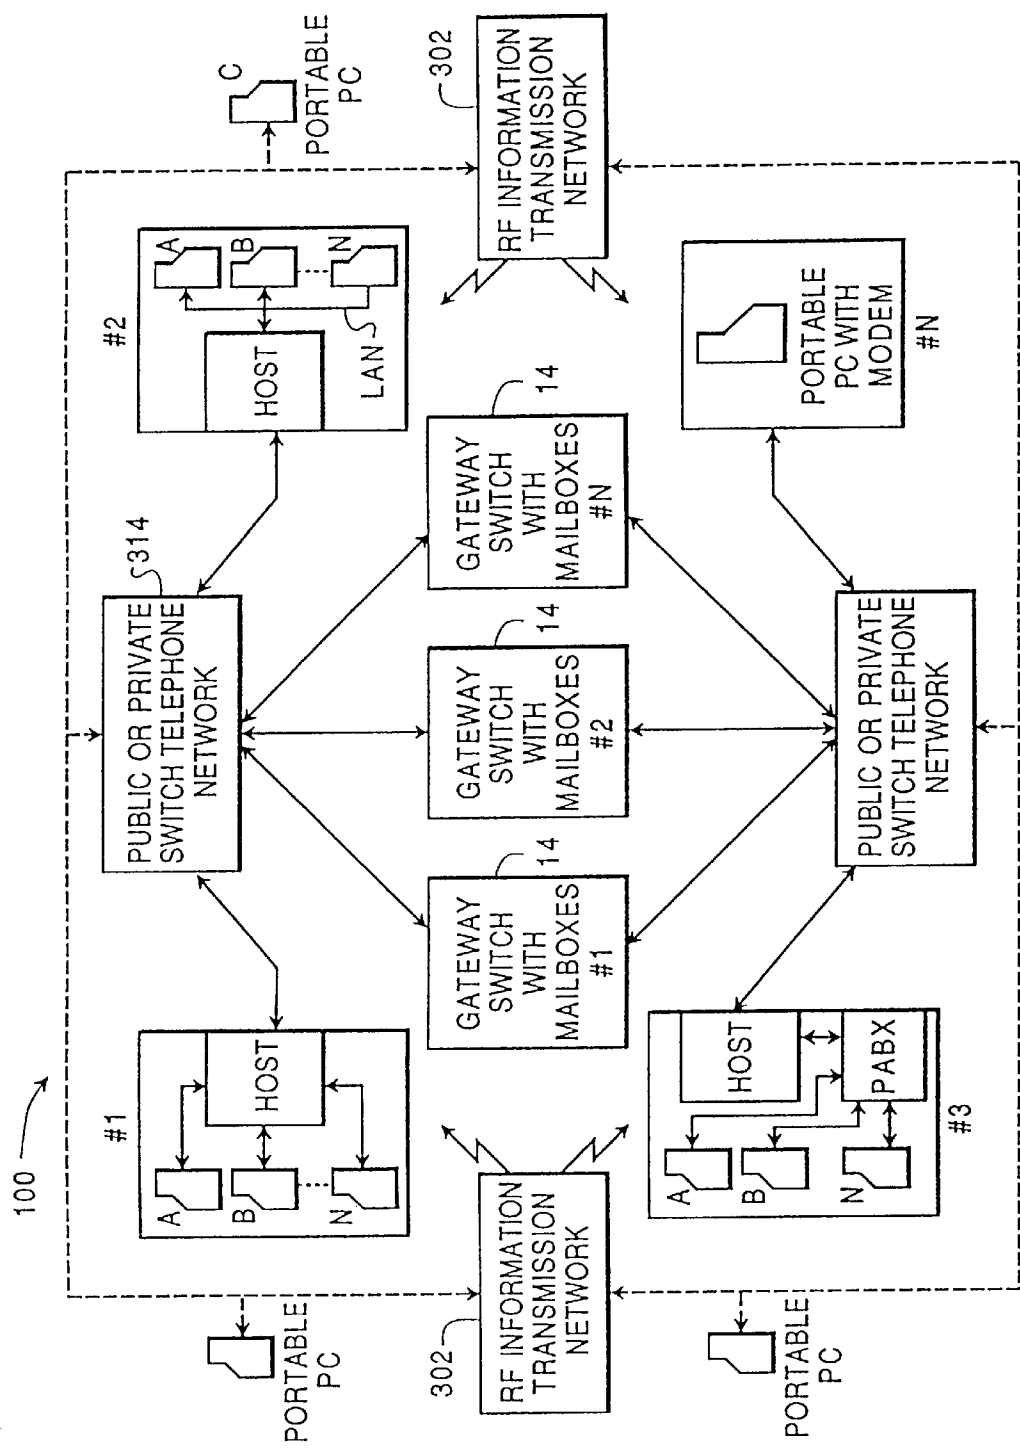 100
#1
A
B
N
HOST
PUBLIC OR PRIVATE
SWITCH TELEPHONE
NETWORK
314
#2
HOST
A
B
N
LAN
PORTABLE
PC
PORTABLE
PC
C
302
RF INFORMATION
TRANSMISSION
NETWORK
GATEWAY
SWITCH
WITH
MAILBOXES
#1
14
GATEWAY
SWITCH
WITH
MAILBOXES
#2
14
GATEWAY
SWITCH
WITH
MAILBOXES
#N
14
RF INFORMATION
TRANSMISSION
NETWORK
302
A
B
N
HOST
PABX
#3
PUBLIC OR PRIVATE
SWITCH TELEPHONE
NETWORK
PORTABLE
PC WITH
MODEM
#N
PORTABLE
PC